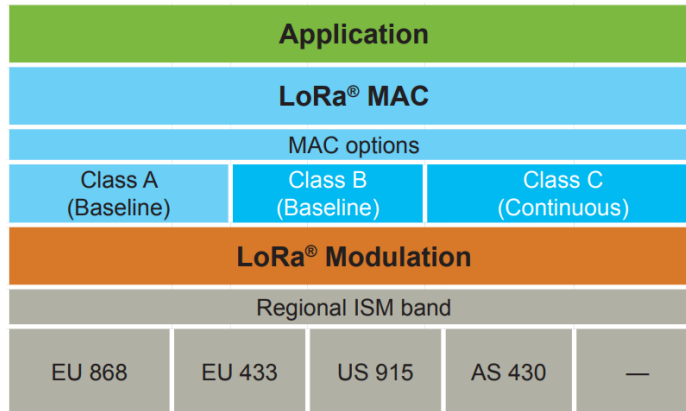 Application
LoRa® MAC
MAC options
Class A
(Baseline)
Class B
(Baseline)
Class C
(Continuous)
LoRa® Modulation
Regional ISM band
EU 868
EU 433
US 915
AS 430
—